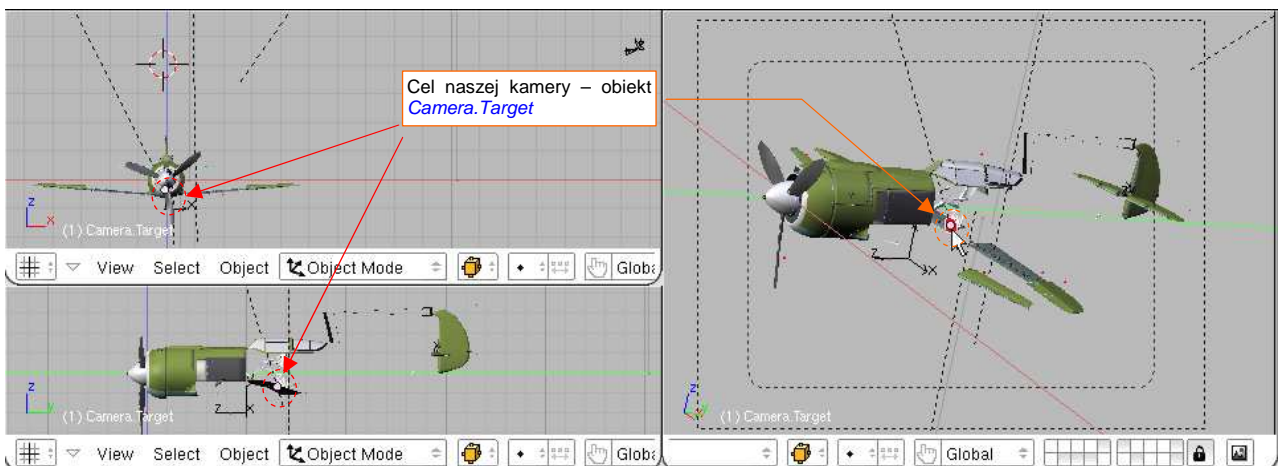 Cel naszej kamery – obiekt
Camera.Target
z
x
x
(1) Camera.Target
View Select Object Object Mode Globa
z
y
z x
(1) Camera.Target
View Select Object Object Mode Globa
z x
z
y
(1) Camera.Target
Global